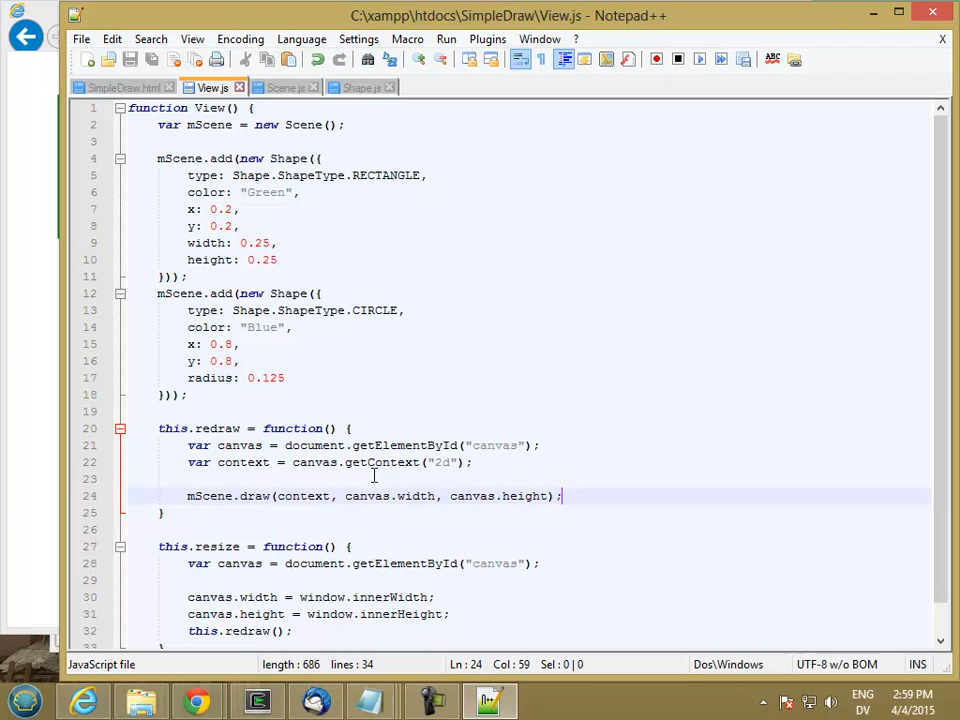 C:\xampp\htdocs\SimpleDraw\View.js - Notepad++
File Edit Search View Encoding Language Settings Macro Run Plugins Window ? X
SimpleDraw.html View.js Scene.js Shape.js
1 function View() {
2 var mScene = new Scene();
3
4 mScene.add(new Shape({
5 type: Shape.ShapeType.RECTANGLE,
6 color: "Green",
7 x: 0.2,
8 y: 0.2,
9 width: 0.25,
10 height: 0.25
11 }));
12 mScene.add(new Shape({
13 type: Shape.ShapeType.CIRCLE,
14 color: "Blue",
15 x: 0.8,
16 y: 0.8,
17 radius: 0.125
18 }));
19
20 this.redraw = function() {
21 var canvas = document.getElementById("canvas");
22 var context = canvas.getContext("2d");
23
24 mScene.draw(context, canvas.width, canvas.height);
25 }
26
27 this.resize = function() {
28 var canvas = document.getElementById("canvas");
29
30 canvas.width = window.innerWidth;
31 canvas.height = window.innerHeight;
32 this.redraw();
33 }
JavaScript file length : 686 lines : 34 Ln : 24 Col : 59 Sel : 0 | 0 Dos\Windows UTF-8 w/o BOM INS
ENG 2:59 PM
DV 4/4/2015